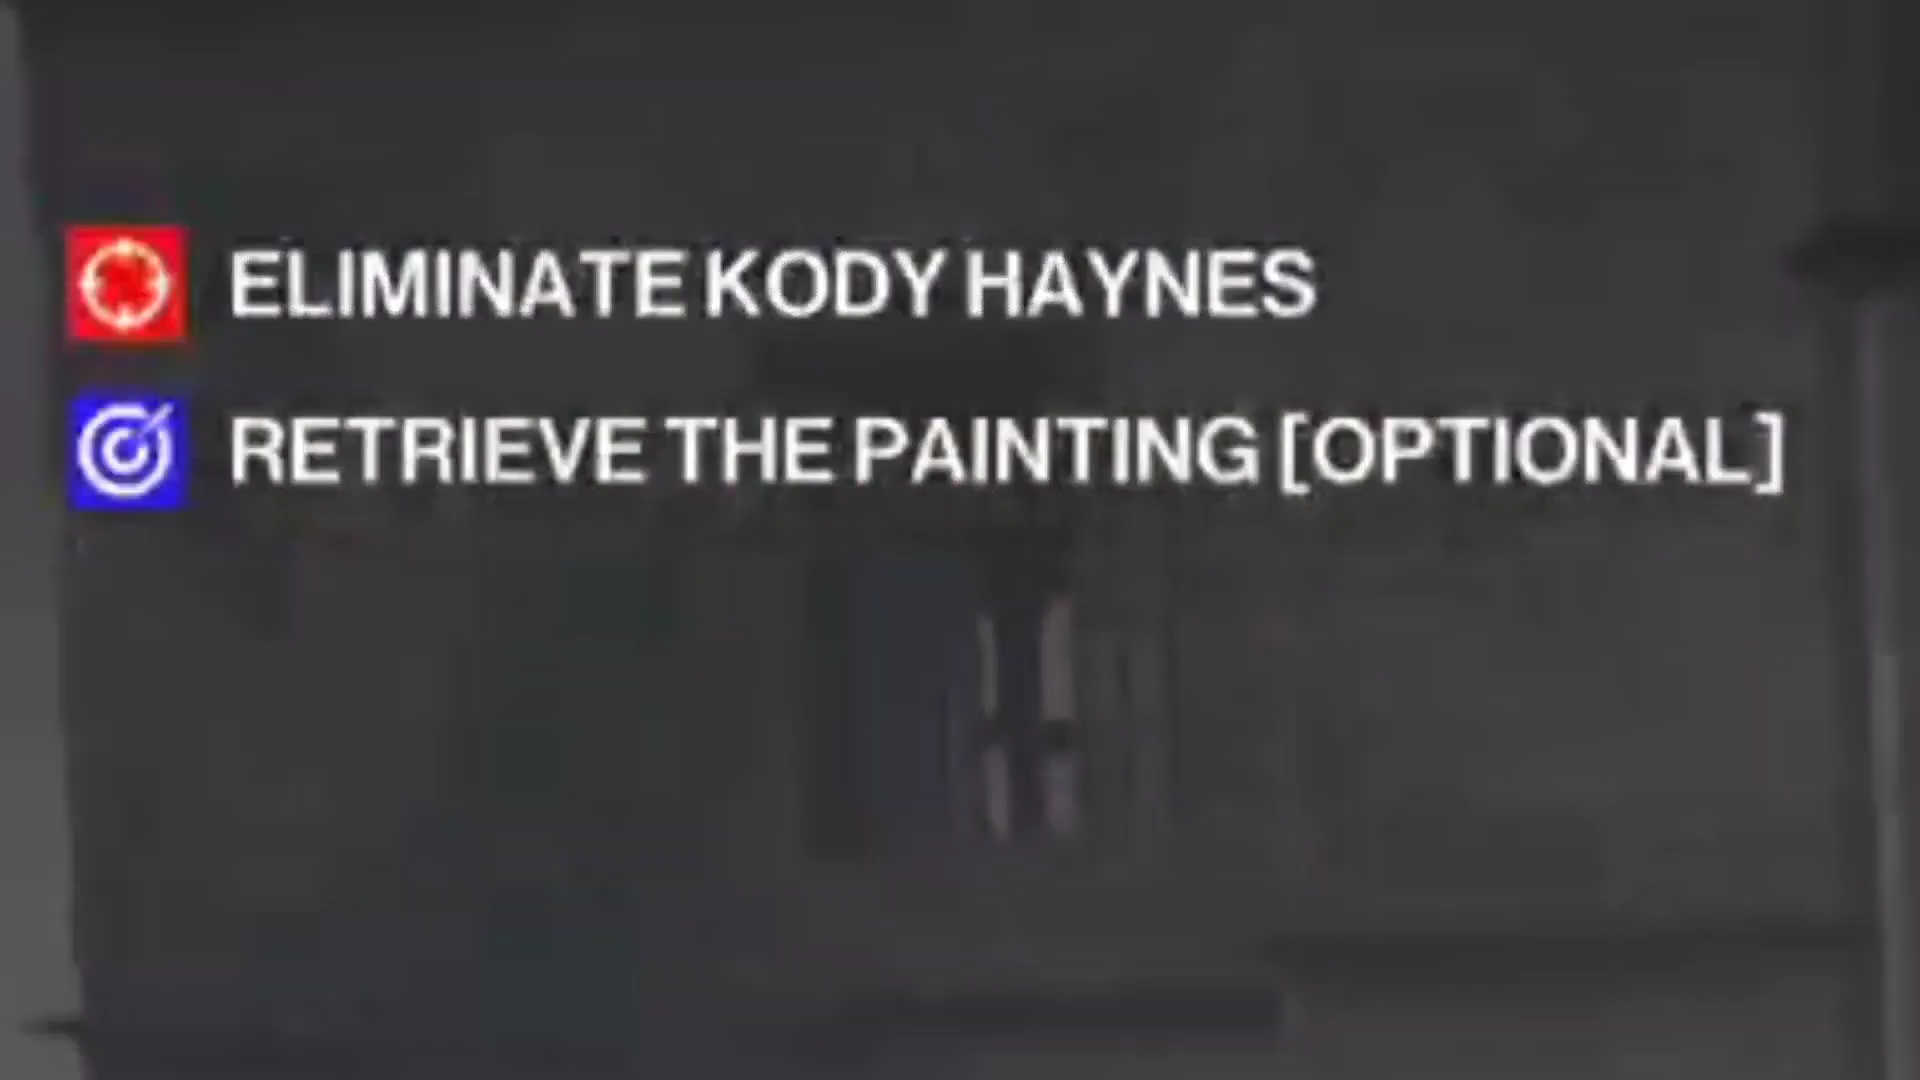 ELIMINATE KODY HAYNES
RETRIEVE THE PAINTING [OPTIONAL]